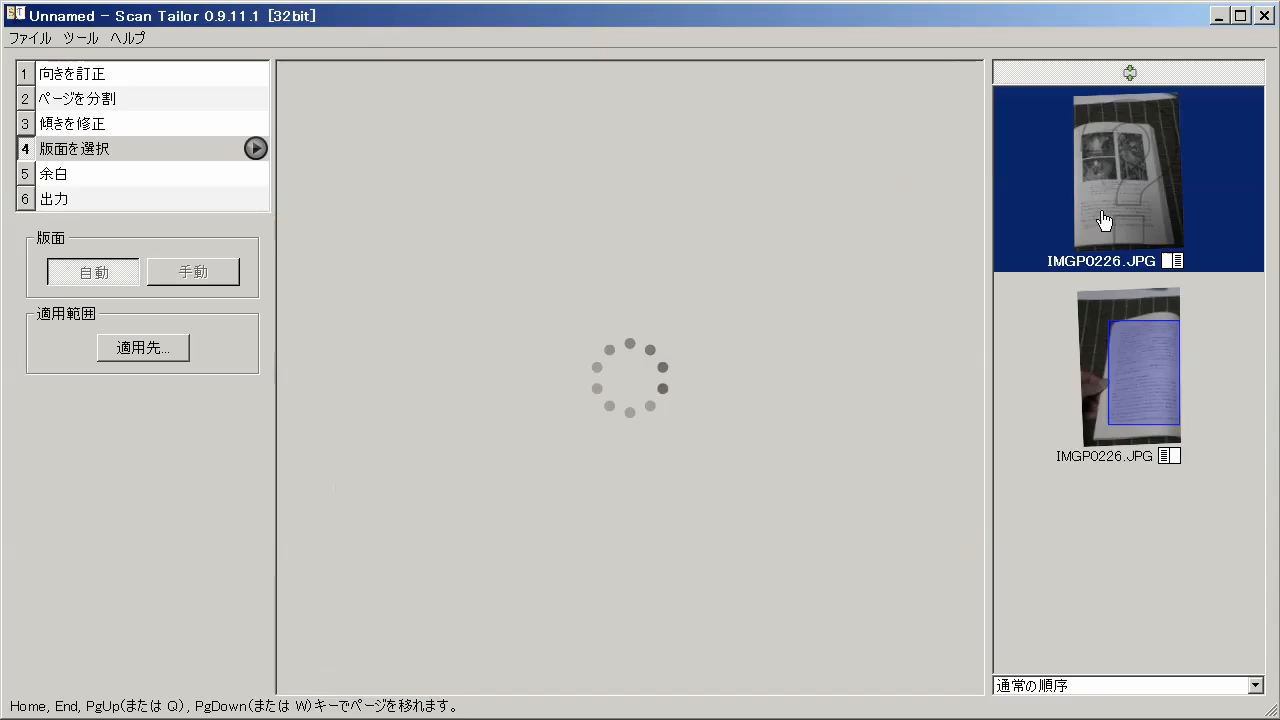 Unnamed - Scan Tailor 0.9.11.1 [32bit]
ファイル ツール ヘルプ
1 向きを訂正
2 ページを分割
3 傾きを修正
4 版面を選択
5 余白
6 出力
版面
自動 手動
適用範囲
適用先...
IMGP0226.JPG
IMGP0226.JPG
通常の順序
Home, End, PgUp(または Q), PgDown(または W)キーでページを移れます。